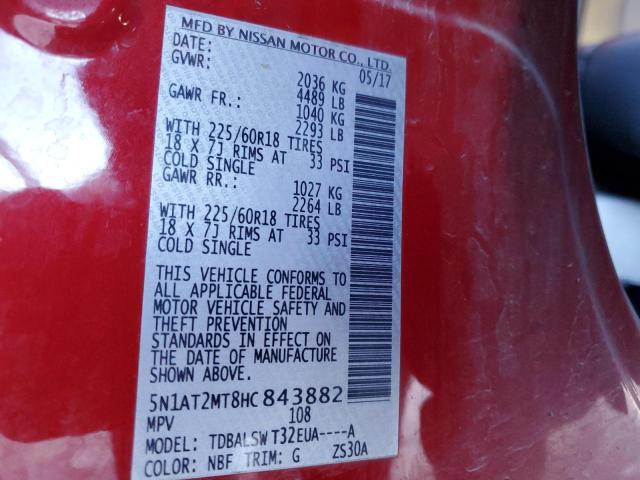 MFD BY NISSAN MOTOR CO., LTD.
DATE: 05/17
GVWR: 2036 KG
4489 LB
GAWR FR.: 1040 KG
2293 LB
WITH 225/60R18 TIRES
18 X 7J RIMS AT 33 PSI
COLD SINGLE
GAWR RR.: 1027 KG
2264 LB
WITH 225/60R18 TIRES
18 X 7J RIMS AT 33 PSI
COLD SINGLE
THIS VEHICLE CONFORMS TO
ALL APPLICABLE FEDERAL
MOTOR VEHICLE SAFETY AND
THEFT PREVENTION
STANDARDS IN EFFECT ON
THE DATE OF MANUFACTURE
SHOWN ABOVE.
5N1AT2MT8HC843882
MPV 108
MODEL: TDBALSW T32EUA----A
COLOR: NBF TRIM: G ZS30A